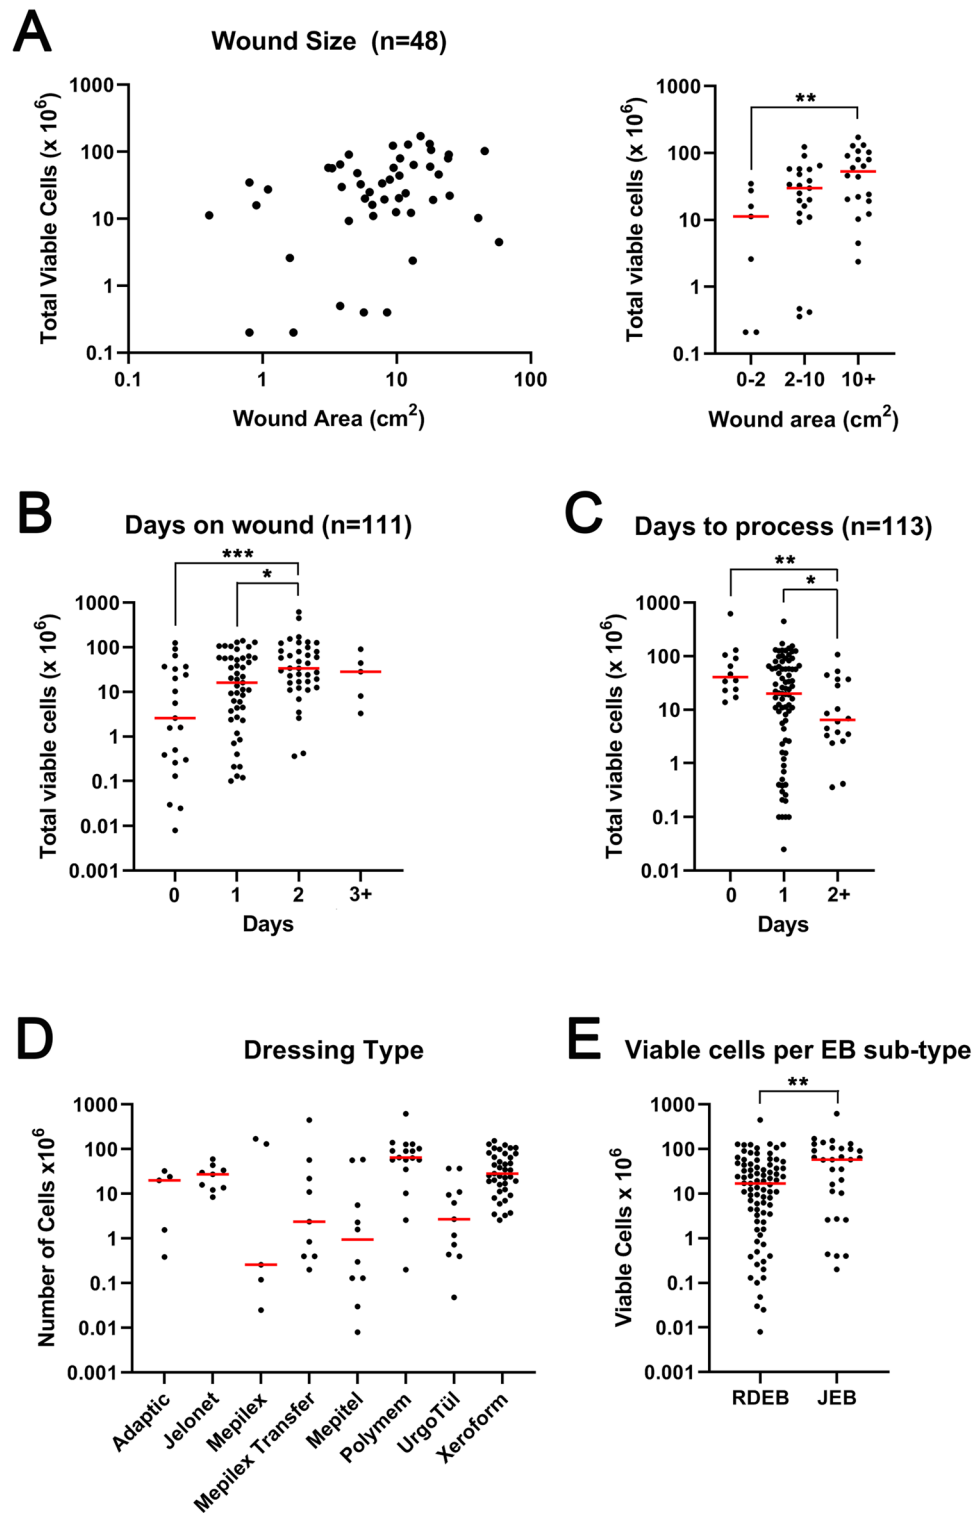 A
Wound Size (n=48)
Total Viable Cells (x 10⁶)
1000
100
10
1
0.1
0.1
1
10
100
Wound Area (cm²)
**
Total viable cells (x 10⁶)
1000
100
10
1
0.1
0-2
2-10
10+
Wound area (cm²)
B
Days on wound (n=111)
***
*
Total viable cells (x 10⁶)
1000
100
10
1
0.1
0.01
0.001
0
1
2
3+
Days
C
Days to process (n=113)
**
*
Total viable cells (x 10⁶)
1000
100
10
1
0.1
0.01
0
1
2+
Days
D
Dressing Type
Number of Cells x10⁶
1000
100
10
1
0.1
0.01
0.001
Adaptic
Jelonet
Mepilex
Mepilex Transfer
Mepitel
Polymem
UrgoTül
Xeroform
E
Viable cells per EB sub-type
**
Viable Cells x 10⁶
1000
100
10
1
0.1
0.01
0.001
RDEB
JEB